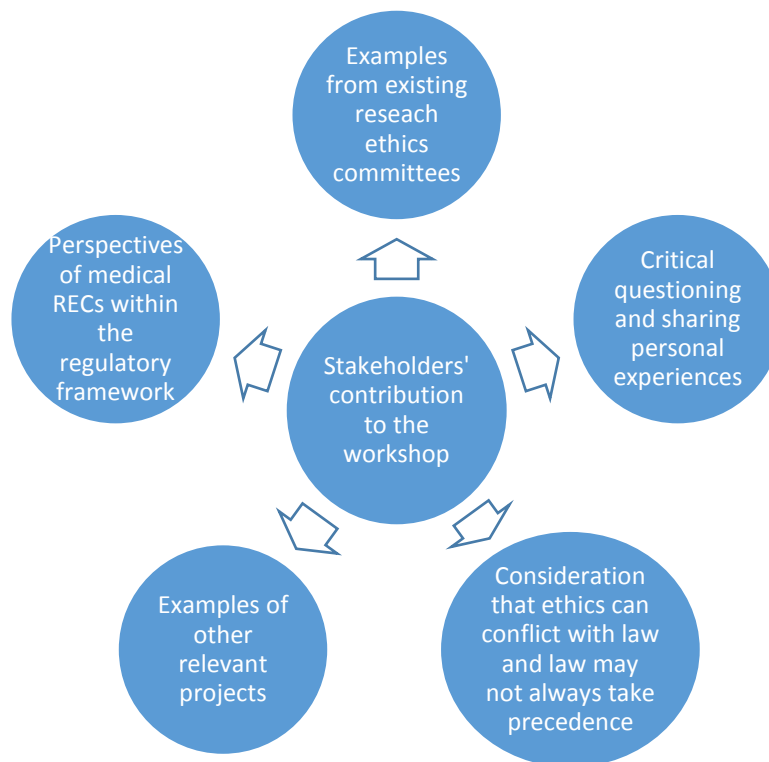 Examples
from existing
reseach
ethics
committees
Perspectives
of medical
RECs within
the
regulatory
framework
Critical
questioning
and sharing
personal
experiences
Stakeholders'
contribution
to the
workshop
Examples of
other
relevant
projects
Consideration
that ethics can
conflict with law
and law may
not always take
precedence